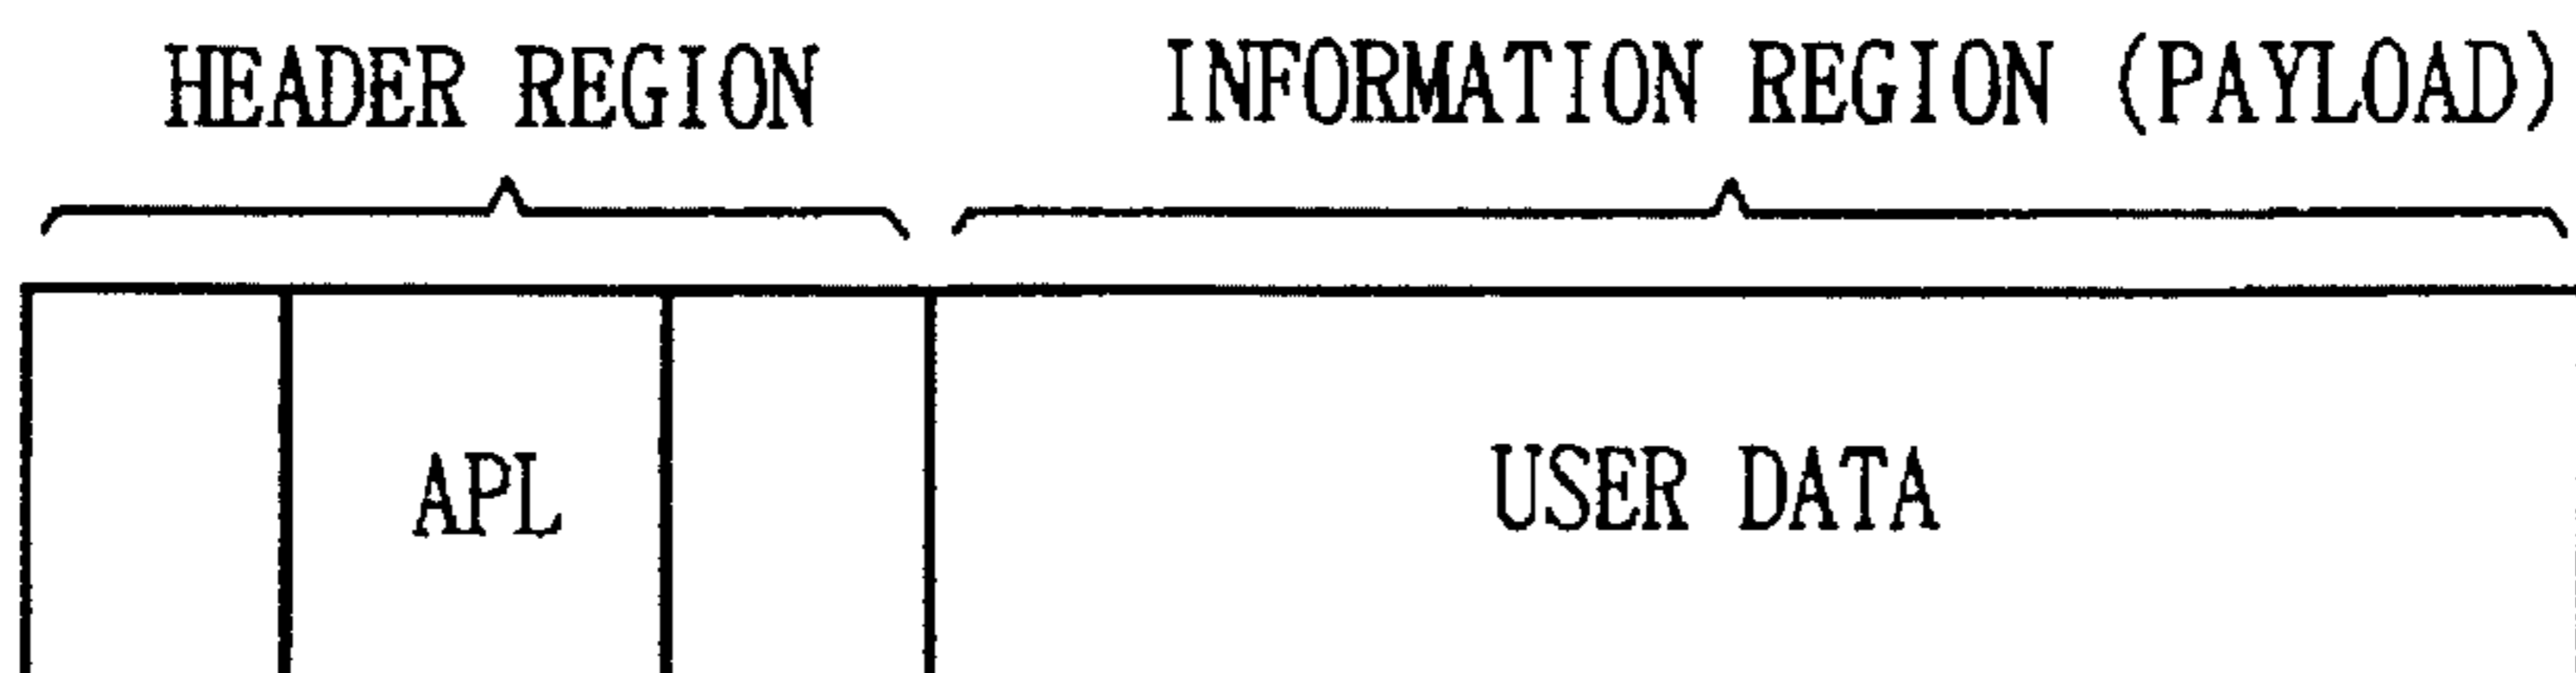 HEADER REGION INFORMATION REGION (PAYLOAD)
APL USER DATA